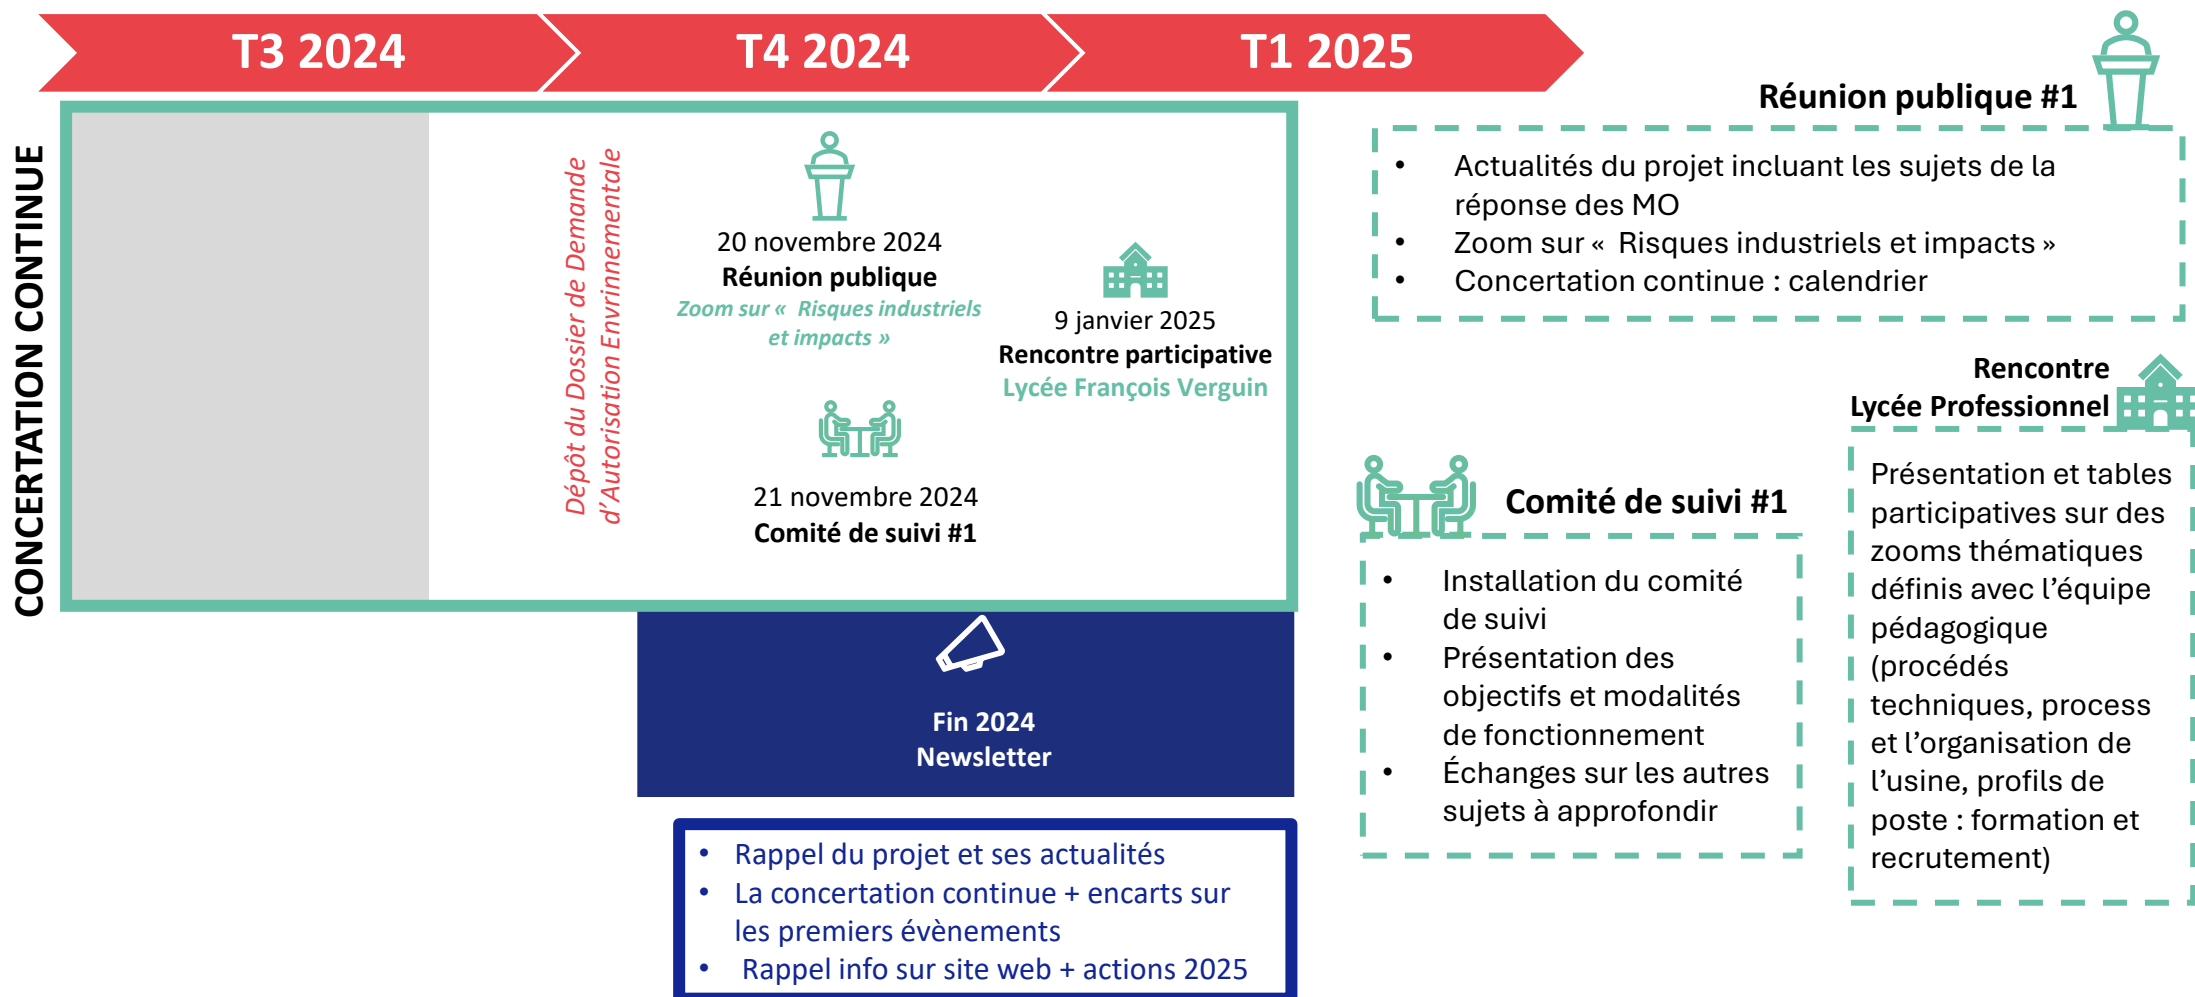 T3 2024
T4 2024
T1 2025
CONCERTATION CONTINUE
Dépôt du Dossier de Demande
d'Autorisation Envrinnementale
20 novembre 2024
Réunion publique
Zoom sur «  Risques industriels
et impacts »
21 novembre 2024
Comité de suivi #1
9 janvier 2025
Rencontre participative
Lycée François Verguin
Fin 2024
Newsletter
• Rappel du projet et ses actualités
• La concertation continue + encarts sur
les premiers évènements
• Rappel info sur site web + actions 2025
Réunion publique #1
• Actualités du projet incluant les sujets de la
réponse des MO
• Zoom sur «  Risques industriels et impacts »
• Concertation continue : calendrier
Comité de suivi #1
• Installation du comité
de suivi
• Présentation des
objectifs et modalités
de fonctionnement
• Échanges sur les autres
sujets à approfondir
Rencontre
Lycée Professionnel
Présentation et tables
participatives sur des
zooms thématiques
définis avec l'équipe
pédagogique
(procédés
techniques, process
et l'organisation de
l'usine, profils de
poste : formation et
recrutement)